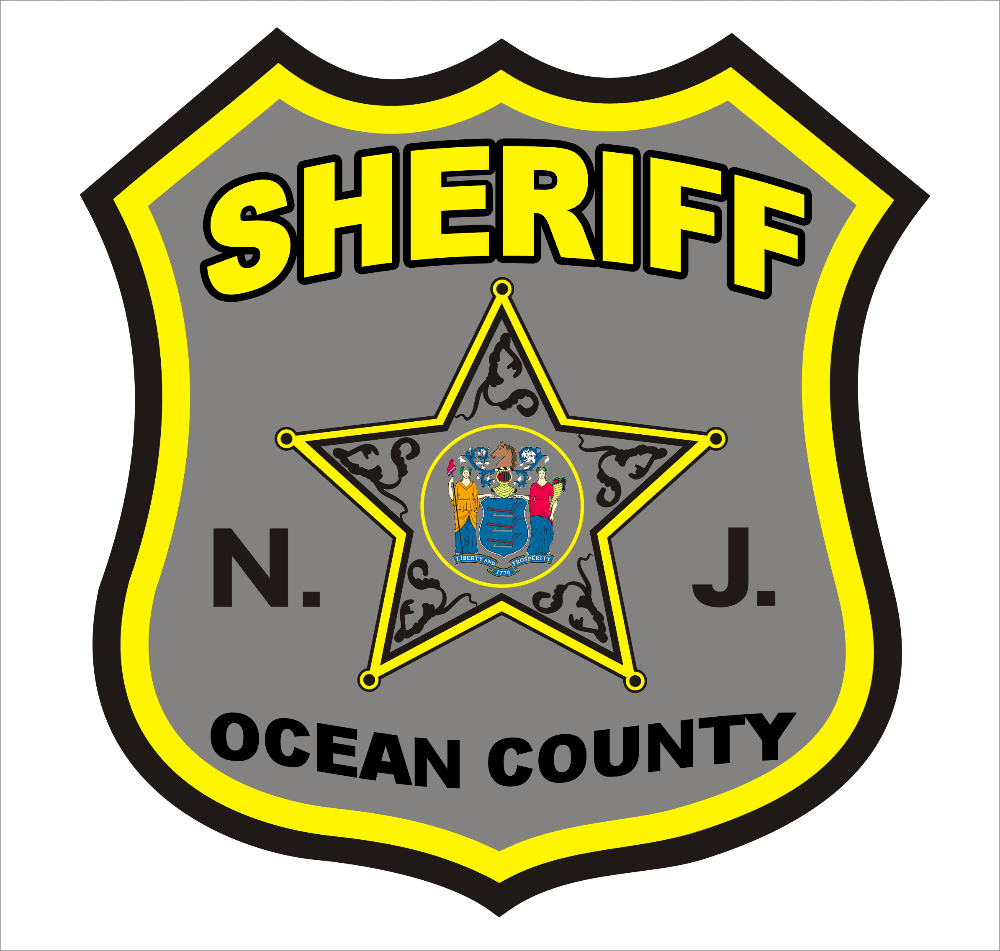 SHERIFF
N. J.
LIBERTY AND PROSPERITY
1776
OCEAN COUNTY